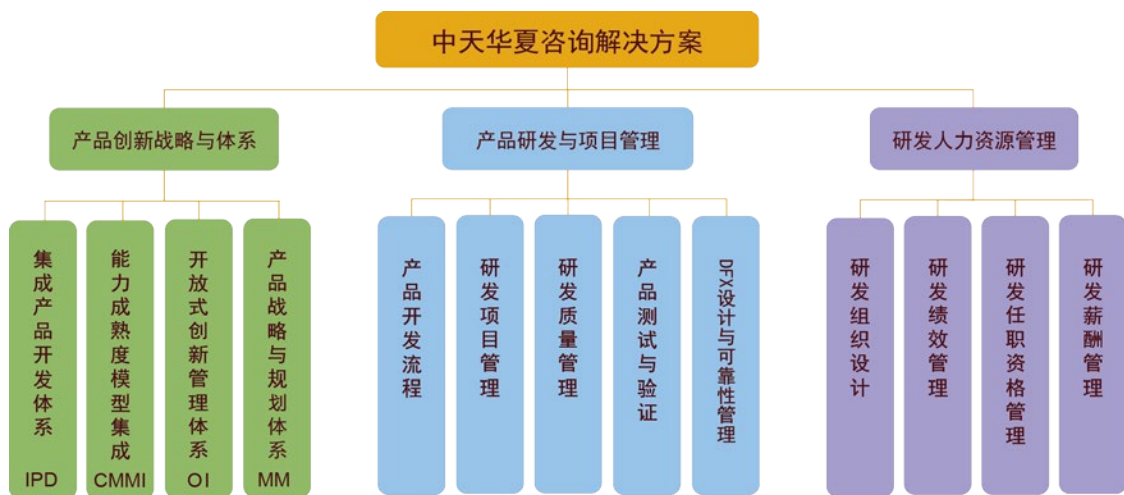 中天华夏咨询解决方案
产品创新战略与体系
产品研发与项目管理
研发人力资源管理
集成产品开发体系
IPD
能力成熟度模型集成
CMMI
开放式创新管理体系
OI
产品战略与规划体系
MM
产品开发流程
研发项目管理
研发质量管理
产品测试与验证
DFX设计与可靠性管理
研发组织设计
研发绩效管理
研发任职资格管理
研发薪酬管理